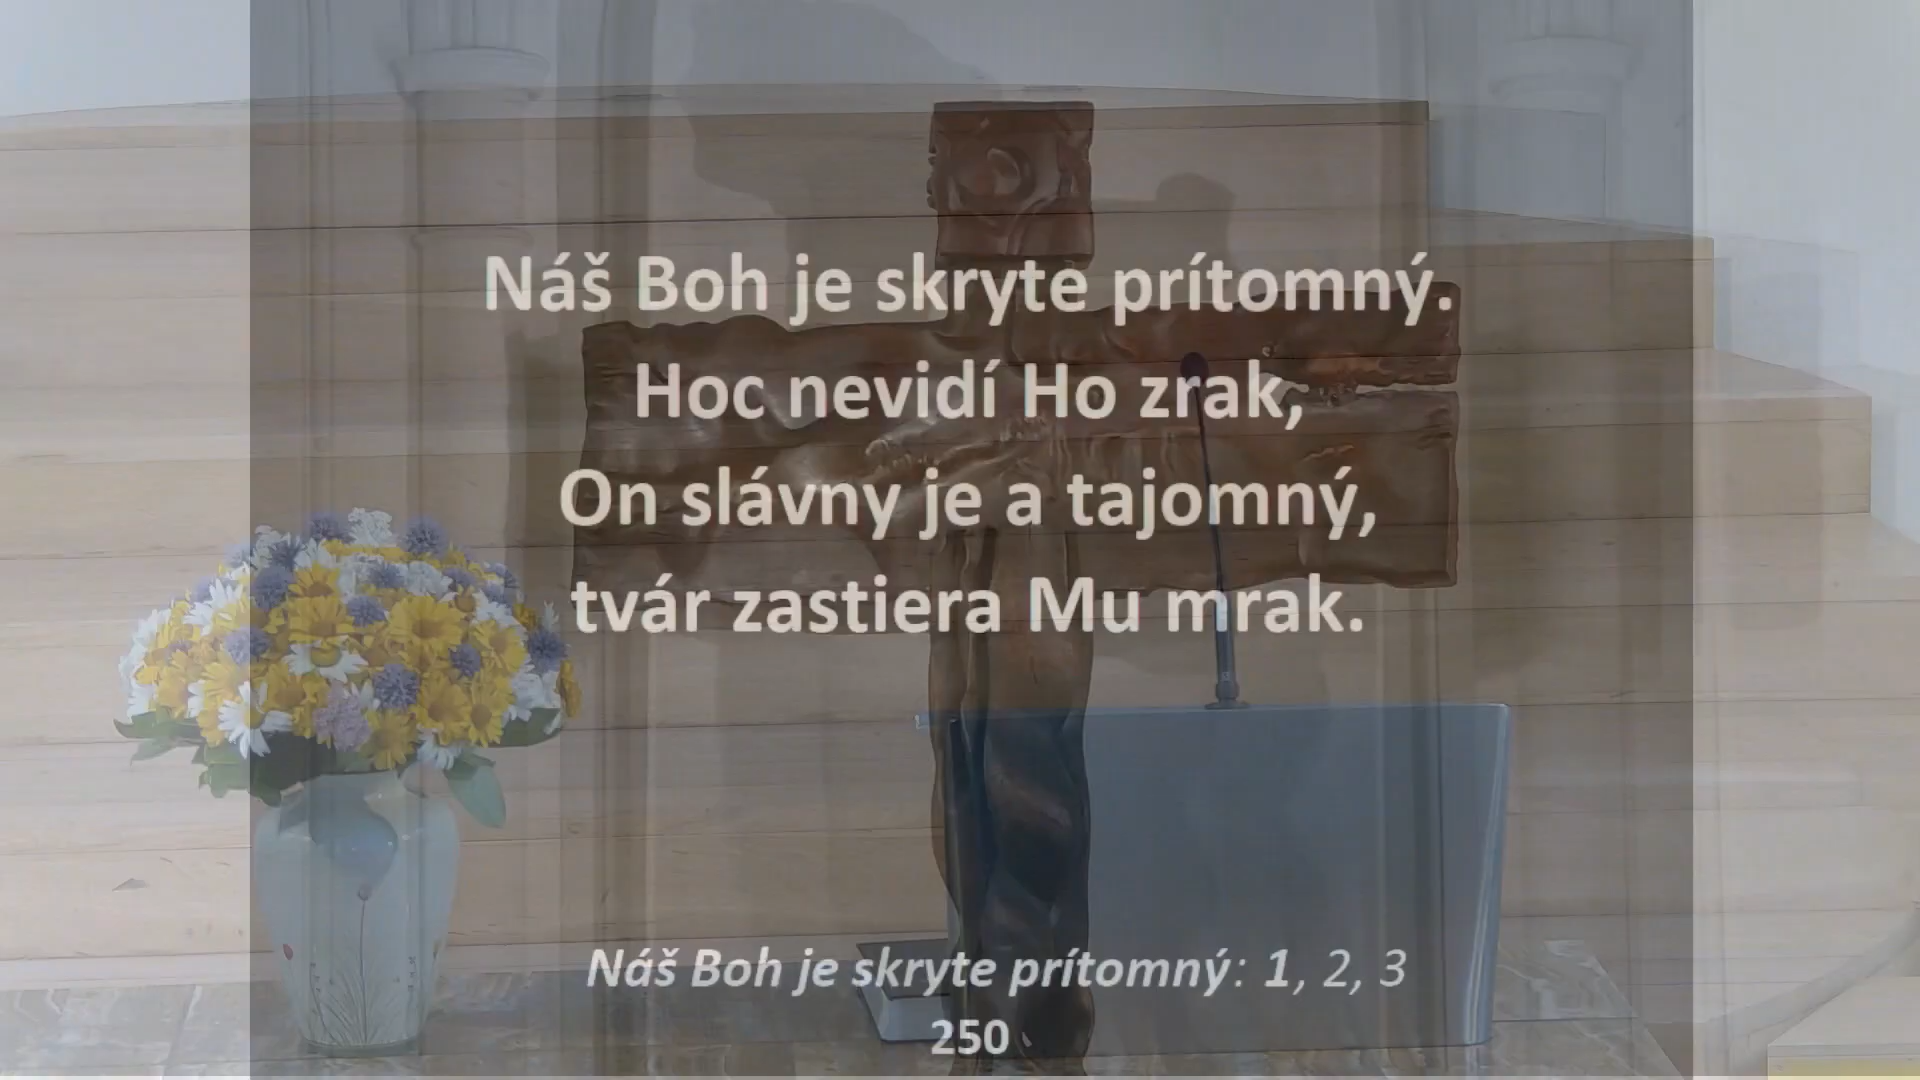 Náš Boh je skryte prítomný.
Hoc nevidí Ho zrak,
On slávny je a tajomný,
tvár zastiera Mu mrak.
Náš Boh je skryte prítomný: 1, 2, 3
250